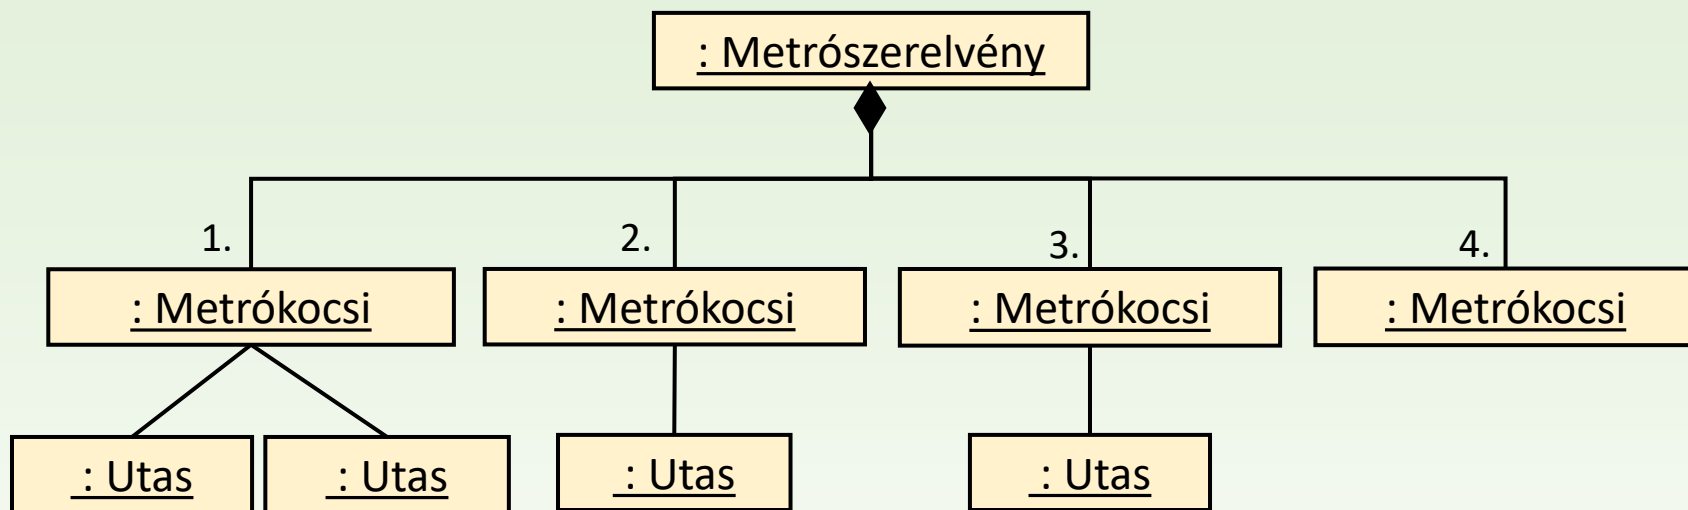 : Metrószerelvény
1.
2.
3.
4.
: Metrókocsi
: Metrókocsi
: Metrókocsi
: Metrókocsi
: Utas
: Utas
: Utas
: Utas